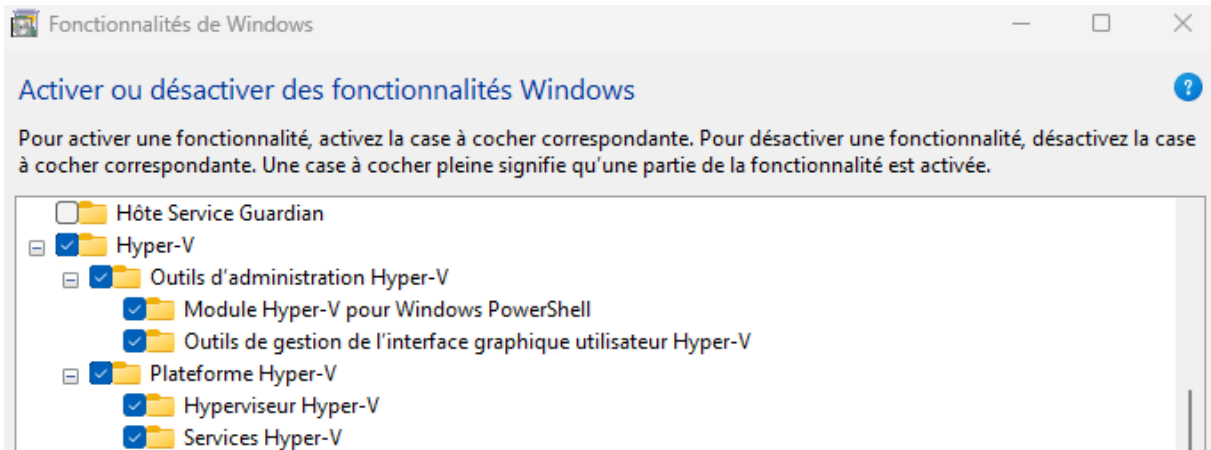 Fonctionnalités de Windows
Activer ou désactiver des fonctionnalités Windows
?
Pour activer une fonctionnalité, activez la case à cocher correspondante. Pour désactiver une fonctionnalité, désactivez la case
à cocher correspondante. Une case à cocher pleine signifie qu’une partie de la fonctionnalité est activée.
Hôte Service Guardian
Hyper-V
Outils d’administration Hyper-V
Module Hyper-V pour Windows PowerShell
Outils de gestion de l’interface graphique utilisateur Hyper-V
Plateforme Hyper-V
Hyperviseur Hyper-V
Services Hyper-V